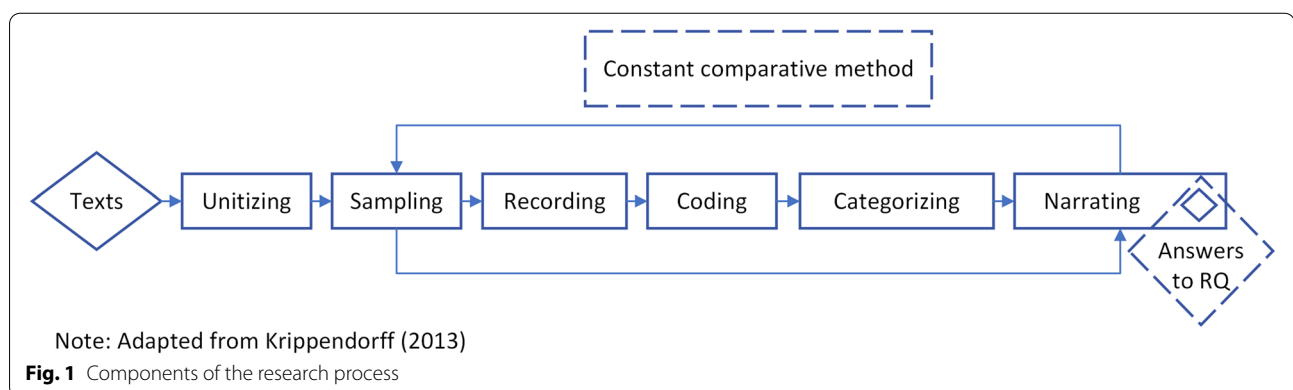 Constant comparative method
Texts
Unitizing
Sampling
Recording
Coding
Categorizing
Narrating
Answers
to RQ
Note: Adapted from Krippendorff (2013)
Fig. 1 Components of the research process